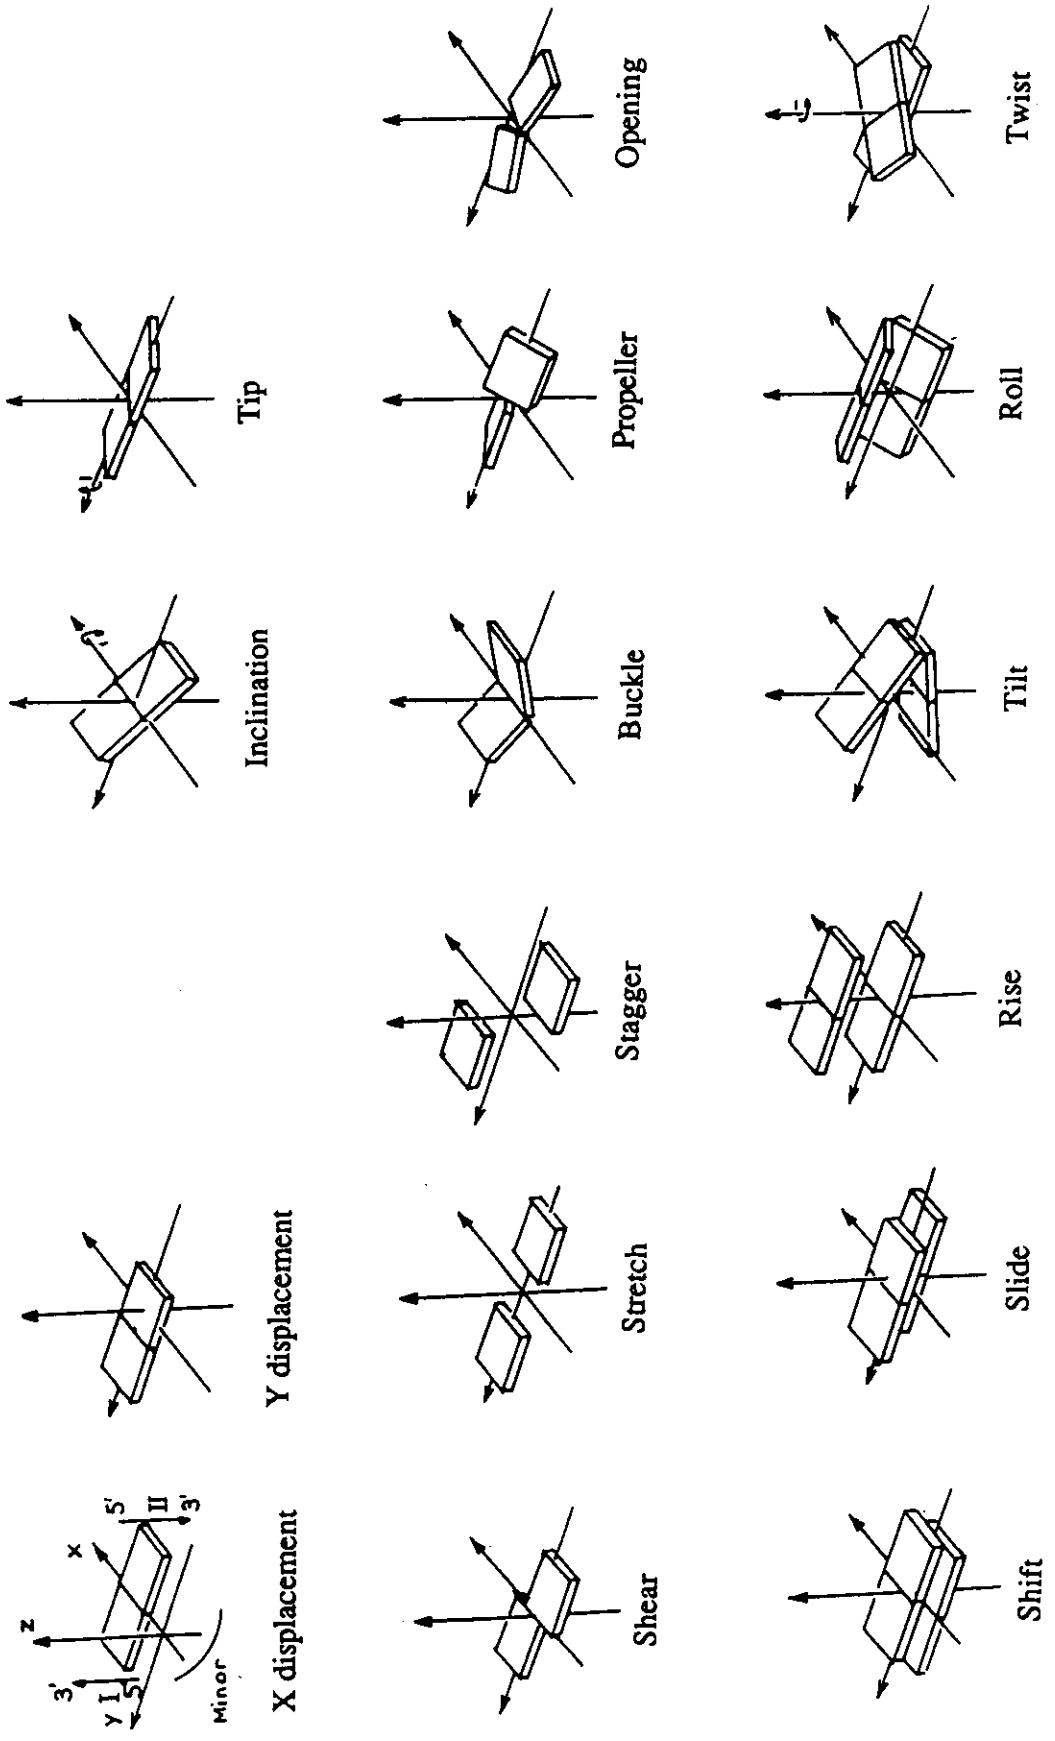 z
3'
y I
5'
x
5'
II
3'
Minor
X displacement
Y displacement
Inclination
Tip
Shear
Stretch
Stagger
Buckle
Propeller
Opening
Shift
Slide
Rise
Tilt
Roll
Twist